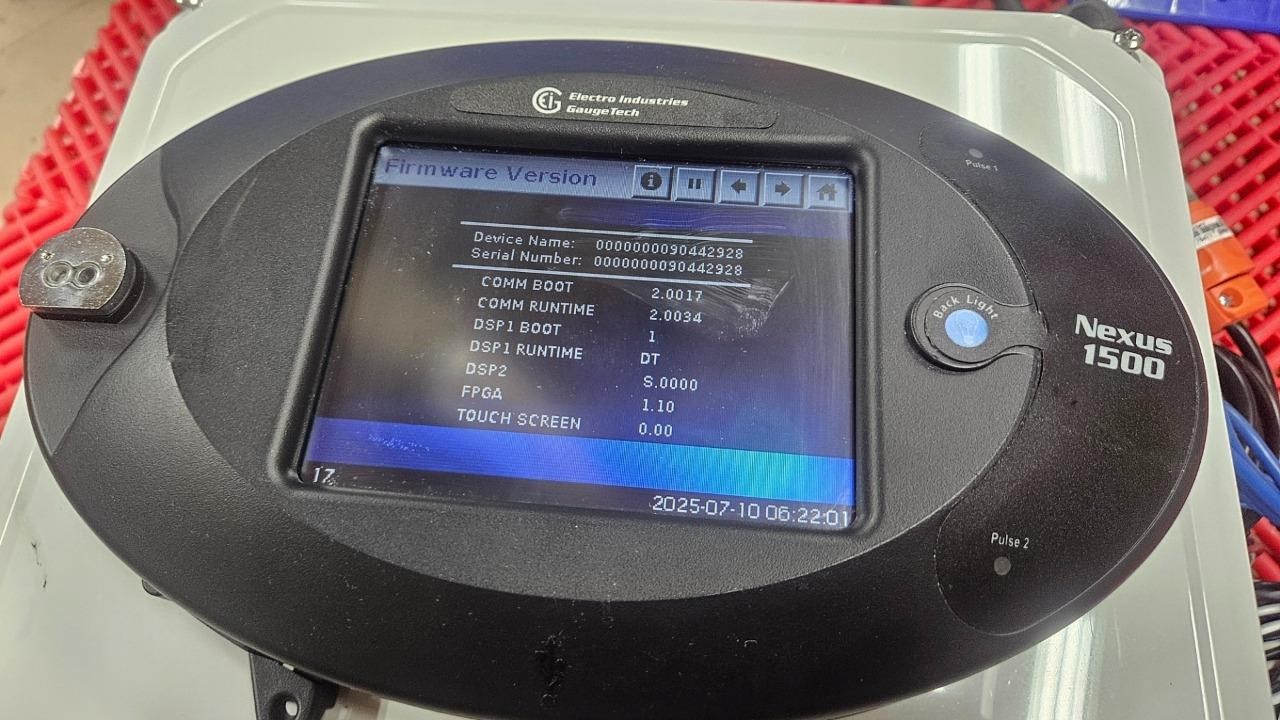 Electro Industries
GaugeTech
Pulse 1
Firmware Version
Device Name: 0000000090442928
Serial Number: 0000000090442928
COMM BOOT 2.0017
COMM RUNTIME 2.0034
DSP1 BOOT 1
DSP1 RUNTIME DT
DSP2 S.0000
FPGA 1.10
TOUCH SCREEN 0.00
17
2025-07-10 06:22:01
Back Light
Nexus
1500
Pulse 2